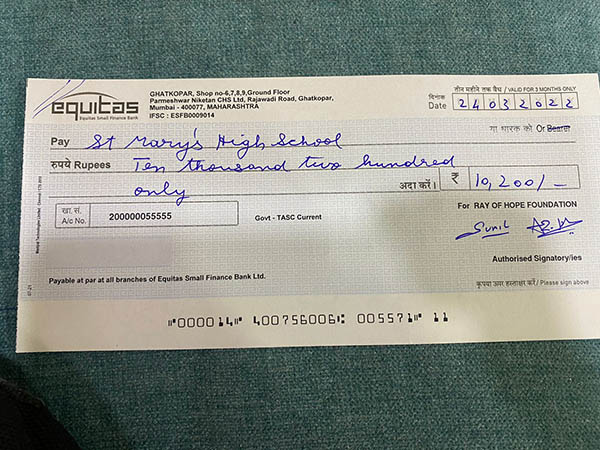 equitas
Equitas Small Finance Bank
GHATKOPAR, Shop no-6,7,8,9,Ground Floor
Parmeshwar Niketan CHS Ltd, Rajawadi Road, Ghatkopar,
Mumbai - 400077, MAHARASHTRA
IFSC : ESFB0009014
तीन महीने तक वैध / VALID FOR 3 MONTHS ONLY
दिनांक
Date 24032022
Pay St Mary's High School या धारक को Or Bearer
रुपये Rupees Ten thousand two hundred
only अदा करें। ₹ 10,200/-
खा. सं.
A/c No. 200000055555 Govt - TASC Current
For RAY OF HOPE FOUNDATION
Sunil
Authorised Signatory/ies
Payable at par at all branches of Equitas Small Finance Bank Ltd.
कृपया ऊपर हस्ताक्षर करें/ Please sign above
⑈000014⑈ 400756006⑆ 005571⑈ 11